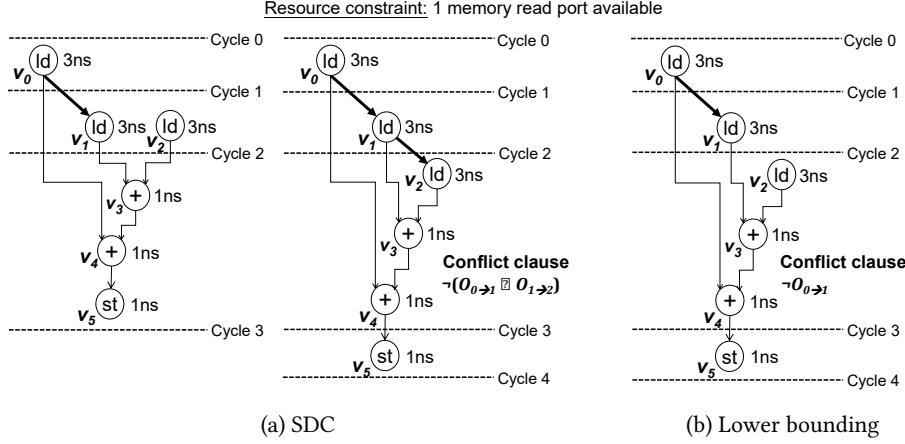 Resource constraint: 1 memory read port available
Cycle 0
ld 3ns
v0
Cycle 1
ld 3ns
v1
ld 3ns
v2
Cycle 2
+ 1ns
v3
+ 1ns
v4
st 1ns
v5
Cycle 3
Cycle 0
ld 3ns
v0
Cycle 1
ld 3ns
v1
Cycle 2
ld 3ns
v2
+ 1ns
v3
Conflict clause
¬(O0→1 ⍰ O1→2)
+ 1ns
v4
Cycle 3
st 1ns
v5
Cycle 4
Cycle 0
ld 3ns
v0
Cycle 1
ld 3ns
v1
Cycle 2
ld 3ns
v2
+ 1ns
v3
Conflict clause
¬O0→1
+ 1ns
v4
Cycle 3
st 1ns
v5
Cycle 4
(a) SDC
(b) Lower bounding